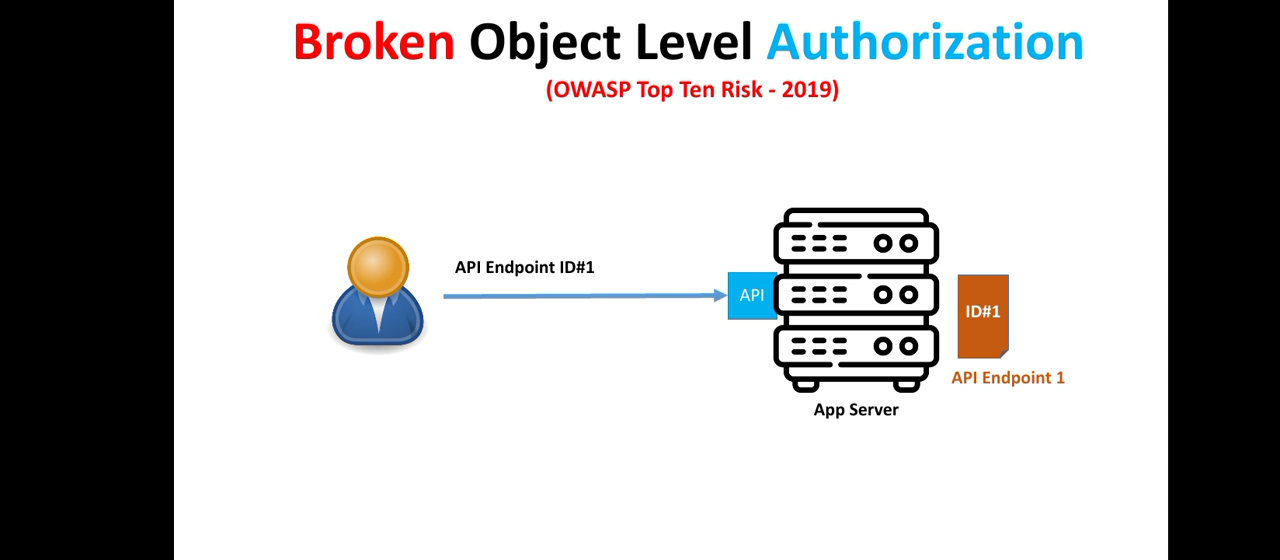 Broken Object Level Authorization
(OWASP Top Ten Risk - 2019)
API Endpoint ID#1
API
ID#1
API Endpoint 1
App Server